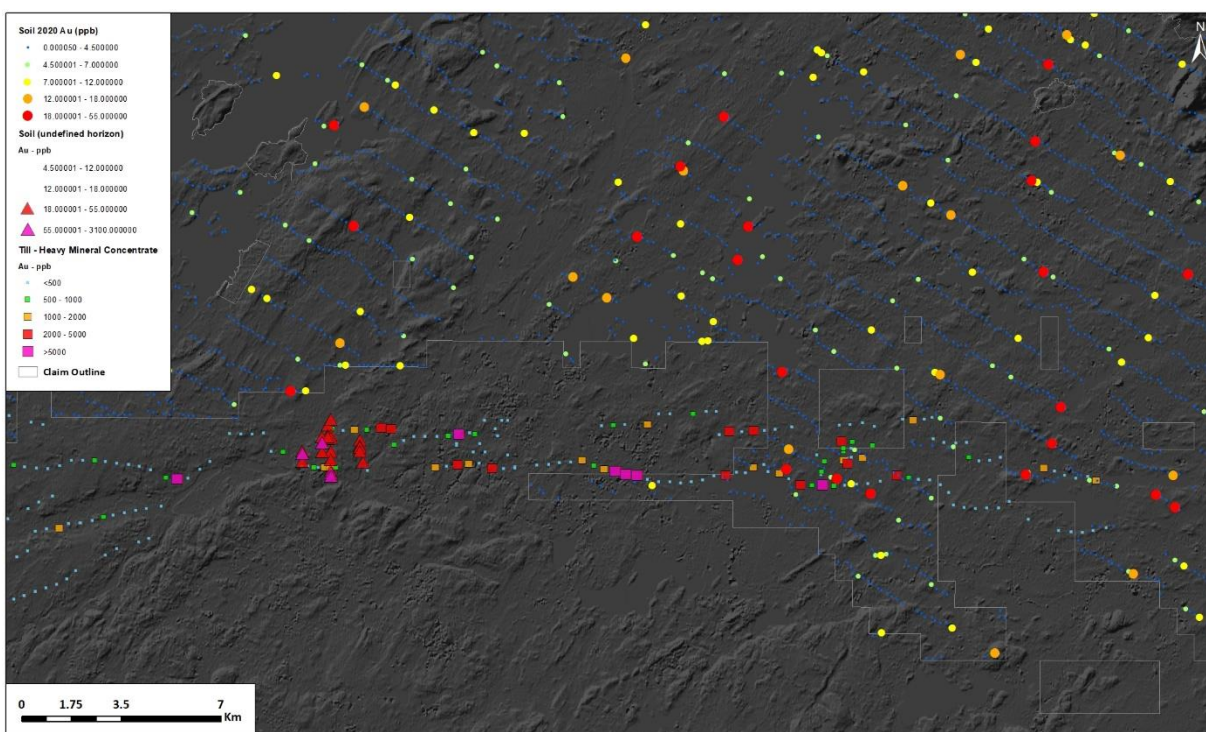 Soil 2020 Au (ppb)
0.000050 - 4.500000
4.500001 - 7.000000
7.000001 - 12.000000
12.000001 - 18.000000
18.000001 - 55.000000
Soil (undefined horizon)
Au - ppb
4.500001 - 12.000000
12.000001 - 18.000000
18.000001 - 55.000000
55.000001 - 3100.000000
Till - Heavy Mineral Concentrate
Au - ppb
<500
500 - 1000
1000 - 2000
2000 - 5000
>5000
Claim Outline
N
0 1.75 3.5 7
Km